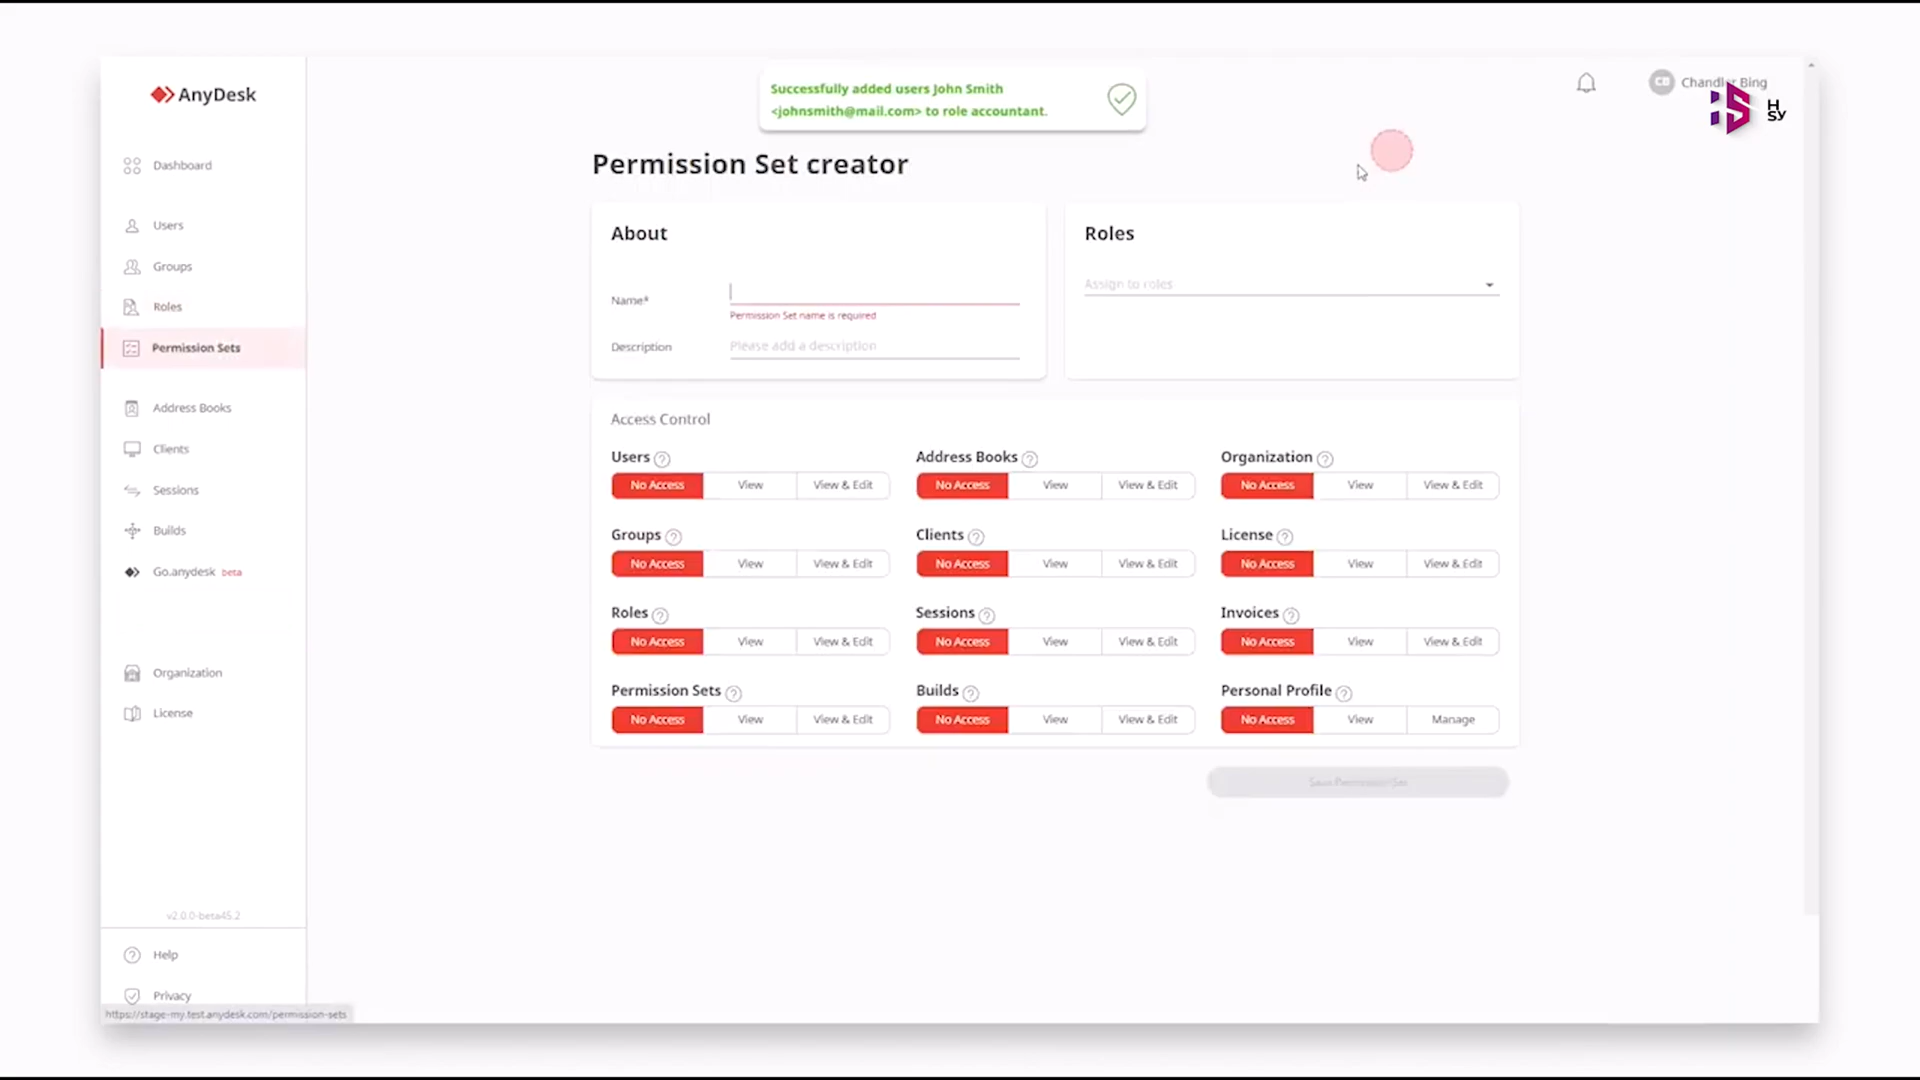 AnyDesk
Successfully added users John Smith
<johnsmith@mail.com> to role accountant.
CB
Chandler Bing
H
SY
Dashboard
Users
Groups
Roles
Permission Sets
Address Books
Clients
Sessions
Builds
Go.anydesk beta
Organization
License
v2.0.0-beta45.2
Help
Privacy
https://stage-my.test.anydesk.com/permission-sets
Permission Set creator
About
Name*
Permission Set name is required
Description
Please add a description
Roles
Assign to roles
Access Control
Users Address Books Organization
No Access View View & Edit No Access View View & Edit No Access View View & Edit
Groups Clients License
No Access View View & Edit No Access View View & Edit No Access View View & Edit
Roles Sessions Invoices
No Access View View & Edit No Access View View & Edit No Access View View & Edit
Permission Sets Builds Personal Profile
No Access View View & Edit No Access View View & Edit No Access View Manage
Save Permission Set